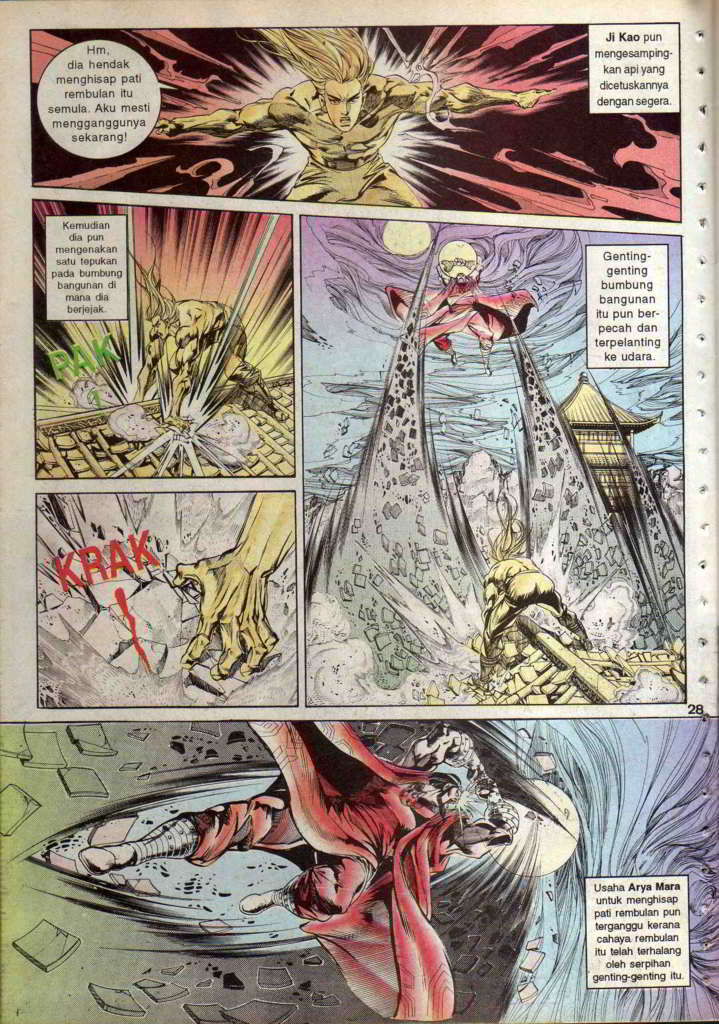 Hm,
dia hendak
menghisap pati
rembulan itu
semula. Aku mesti
mengganggunya
sekarang!
Ji Kao pun
mengesamping-
kan api yang
dicetuskannya
dengan segera.
Kemudian
dia pun
mengenakan
satu tepukan
pada bumbung
bangunan di
mana dia
berjejak.
PAK
!
Genting-
genting
bumbung
bangunan
itu pun ber-
pecah dan
terpelanting
ke udara.
KRAK
!
28
Usaha Arya Mara
untuk menghisap
pati rembulan pun
terganggu kerana
cahaya rembulan
itu telah terhalang
oleh serpihan
genting-genting itu.